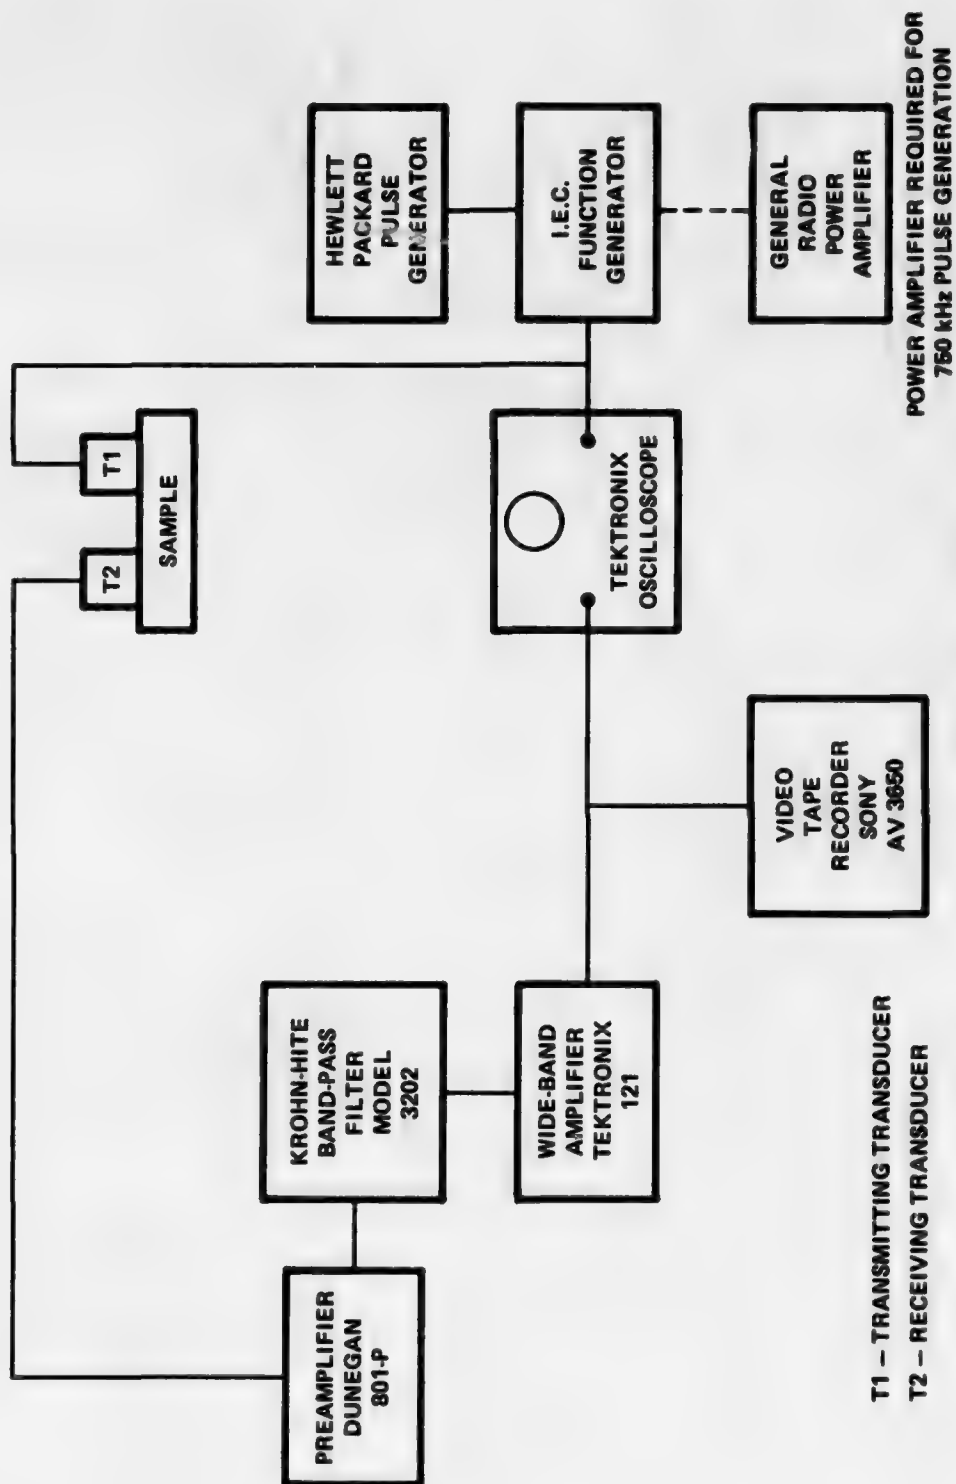 T2
T1
SAMPLE
HEWLETT
PACKARD
PULSE
GENERATOR
PREAMPLIFIER
DUNEGAN
801-P
KROHN-HITE
BAND-PASS
FILTER
MODEL
3202
WIDE-BAND
AMPLIFIER
TEKTRONIX
121
TEKTRONIX
OSCILLOSCOPE
I.E.C.
FUNCTION
GENERATOR
VIDEO
TAPE
RECORDER
SONY
AV 3650
GENERAL
RADIO
POWER
AMPLIFIER
POWER AMPLIFIER REQUIRED FOR
750 kHz PULSE GENERATION
T1 – TRANSMITTING TRANSDUCER
T2 – RECEIVING TRANSDUCER